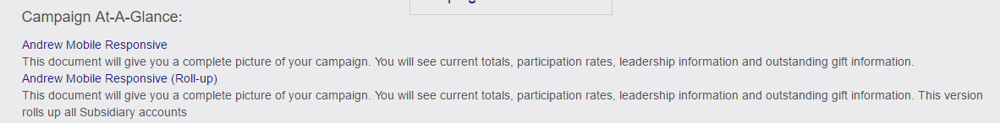 Campaign At-A-Glance:
Andrew Mobile Responsive
This document will give you a complete picture of your campaign. You will see current totals, participation rates, leadership information and outstanding gift information.
Andrew Mobile Responsive (Roll-up)
This document will give you a complete picture of your campaign. You will see current totals, participation rates, leadership information and outstanding gift information. This version
rolls up all Subsidiary accounts